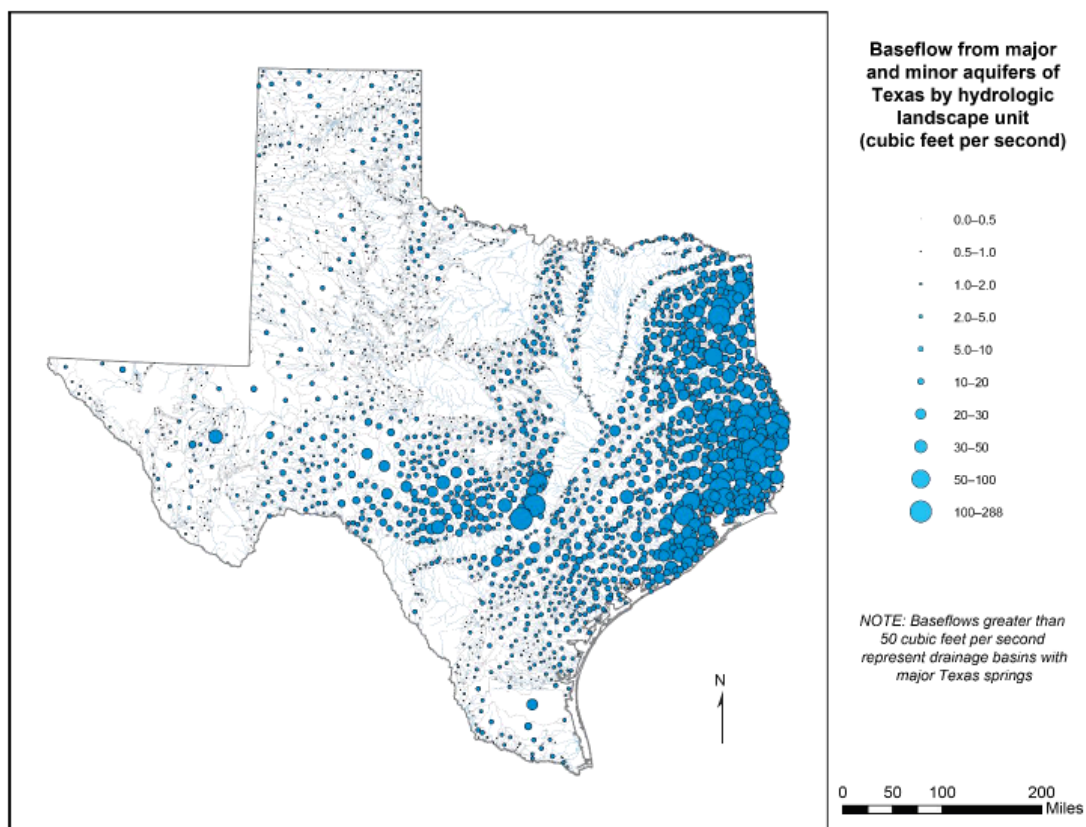 Baseflow from major
and minor aquifers of
Texas by hydrologic
landscape unit
(cubic feet per second)
0.0–0.5
0.5–1.0
1.0–2.0
2.0–5.0
5.0–10
10–20
20–30
30–50
50–100
100–288
NOTE: Baseflows greater than
50 cubic feet per second
represent drainage basins with
major Texas springs
N
0 50 100 200
Miles